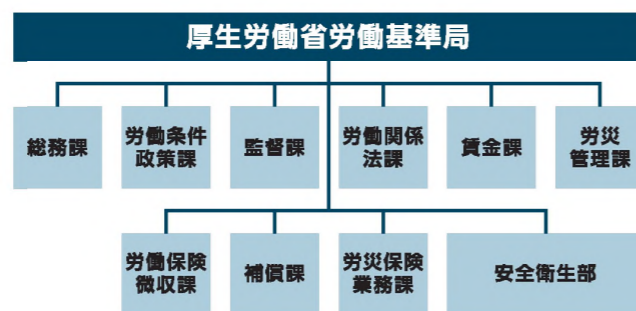 厚生労働省労働基準局
総務課
労働条件
政策課
監督課
労働関係
法課
賃金課
労災
管理課
労働保険
徴収課
補償課
労災保険
業務課
安全衛生部